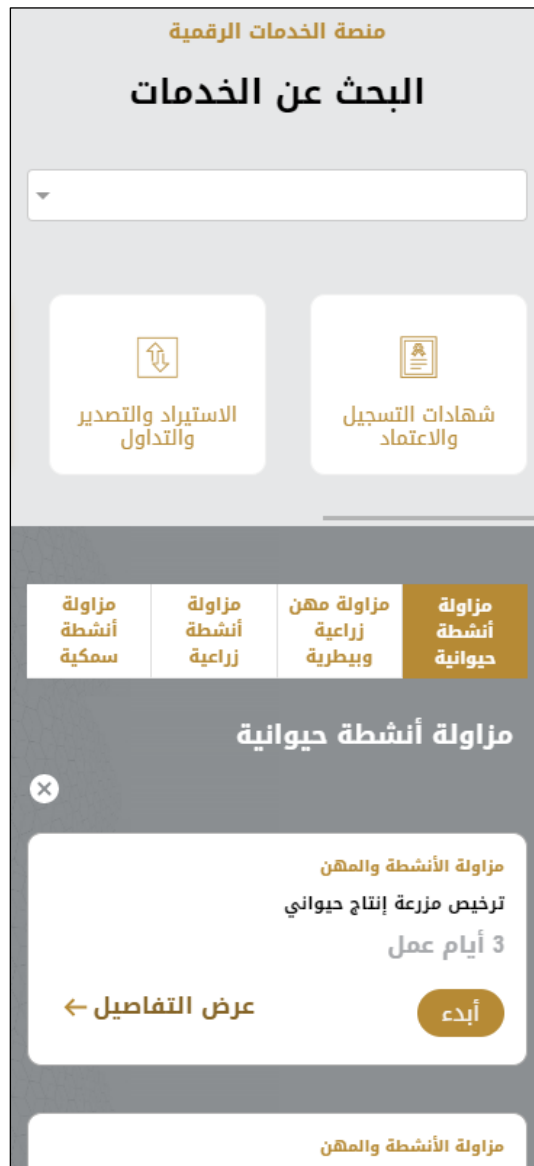 منصة الخدمات الرقمية
البحث عن الخدمات
شهادات التسجيل
والاعتماد
الاستيراد والتصدير
والتداول
مزاولة
أنشطة
حيوانية
مزاولة مهن
زراعية
وبيطرية
مزاولة
أنشطة
زراعية
مزاولة
أنشطة
سمكية
مزاولة أنشطة حيوانية
مزاولة الأنشطة والمهن
ترخيص مزرعة إنتاج حيواني
3 أيام عمل
أبدء
عرض التفاصيل
مزاولة الأنشطة والمهن